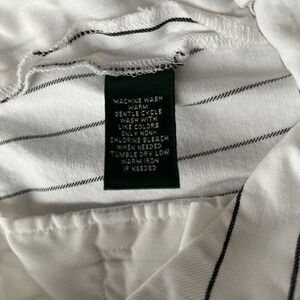 MACHINE WASH
WARM
GENTLE CYCLE
WASH WITH
LIKE COLORS
ONLY NON-
CHLORINE BLEACH
WHEN NEEDED
TUMBLE DRY LOW
WARM IRON
IF NEEDED